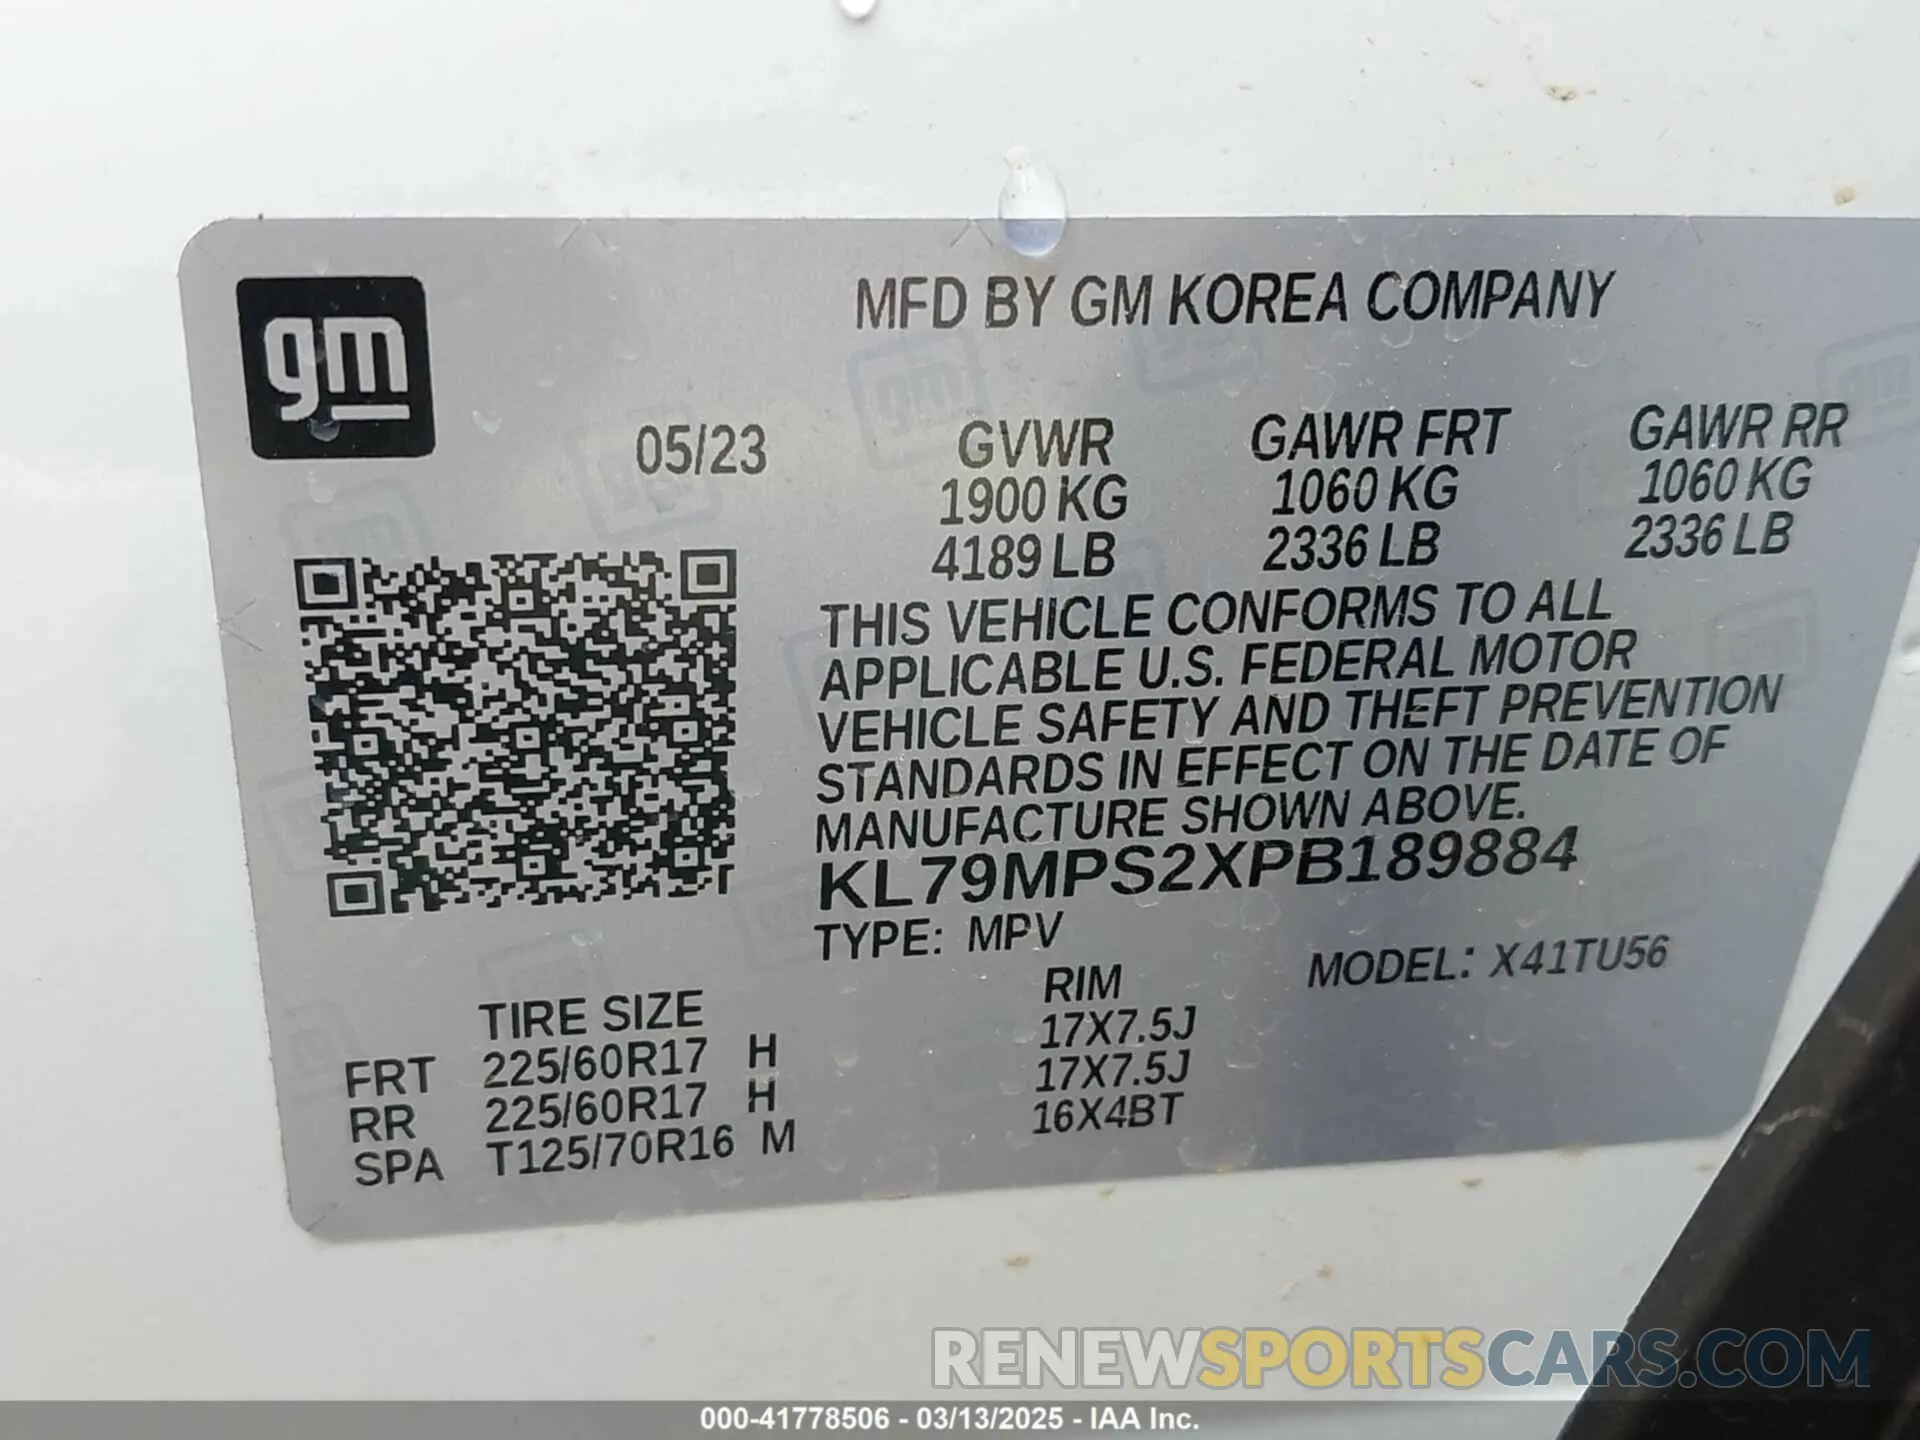 gm
MFD BY GM KOREA COMPANY
05/23
GVWR GAWR FRT GAWR RR
1900 KG 1060 KG 1060 KG
4189 LB 2336 LB 2336 LB
THIS VEHICLE CONFORMS TO ALL
APPLICABLE U.S. FEDERAL MOTOR
VEHICLE SAFETY AND THEFT PREVENTION
STANDARDS IN EFFECT ON THE DATE OF
MANUFACTURE SHOWN ABOVE.
KL79MPS2XPB189884
TYPE: MPV
MODEL: X41TU56
TIRE SIZE RIM
FRT 225/60R17 H 17X7.5J
RR 225/60R17 H 17X7.5J
SPA T125/70R16 M 16X4BT
RENEWSPORTSCARS.COM
000-41778506 - 03/13/2025 - IAA Inc.